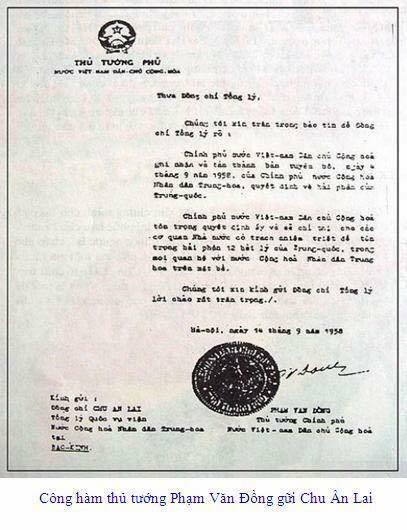 THỦ TƯỚNG PHỦ
NƯỚC VIỆT NAM DÂN CHỦ CỘNG HÒA
Thưa Đồng chí Tổng lý,
Chúng tôi xin trân trọng báo tin để Đồng
chí Tổng lý rõ :
Chính phủ nước Việt-nam Dân chủ Cộng hoà
ghi nhận và tán thành bản tuyên bố, ngày 4
tháng 9 năm 1958, của Chính phủ nước Cộng hoà
Nhân dân Trung-hoa, quyết định về hải phận của
Trung-quốc.
Chính phủ nước Việt-nam Dân chủ Cộng hoà
tôn trọng quyết định ấy và sẽ chỉ thị cho các
cơ quan Nhà nước có trách nhiệm triệt để tôn
trọng hải phận 12 hải lý của Trung-quốc, trong
mọi quan hệ với nước Cộng hoà Nhân dân Trung
hoa trên mặt bể.
Chúng tôi xin kính gửi Đồng chí Tổng lý
lời chào rất trân trọng./.
Hà-nội, ngày 14 tháng 9 năm 1958
Kính gửi :
Đồng chí CHU AN LAI
Tổng lý Quốc vụ viện
Nước Cộng hoà Nhân dân Trung-hoa
tại
BẮC-KINH.
PHẠM VĂN ĐỒNG
Thủ tướng Chính phủ
Nước Việt-nam Dân chủ Cộng hoà
Công hàm thủ tướng Phạm Văn Đồng gửi Chu Ân Lai